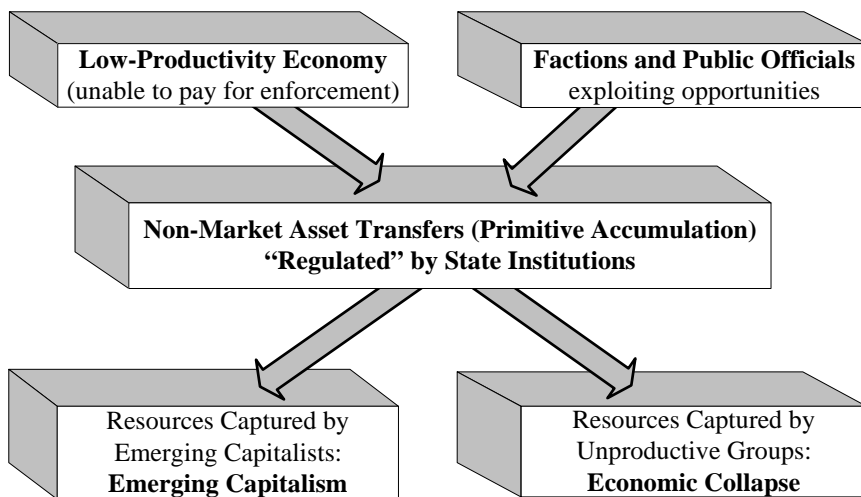 Low-Productivity Economy
(unable to pay for enforcement)
Factions and Public Officials
exploiting opportunities
Non-Market Asset Transfers (Primitive Accumulation)
“Regulated” by State Institutions
Resources Captured by
Emerging Capitalists:
Emerging Capitalism
Resources Captured by
Unproductive Groups:
Economic Collapse